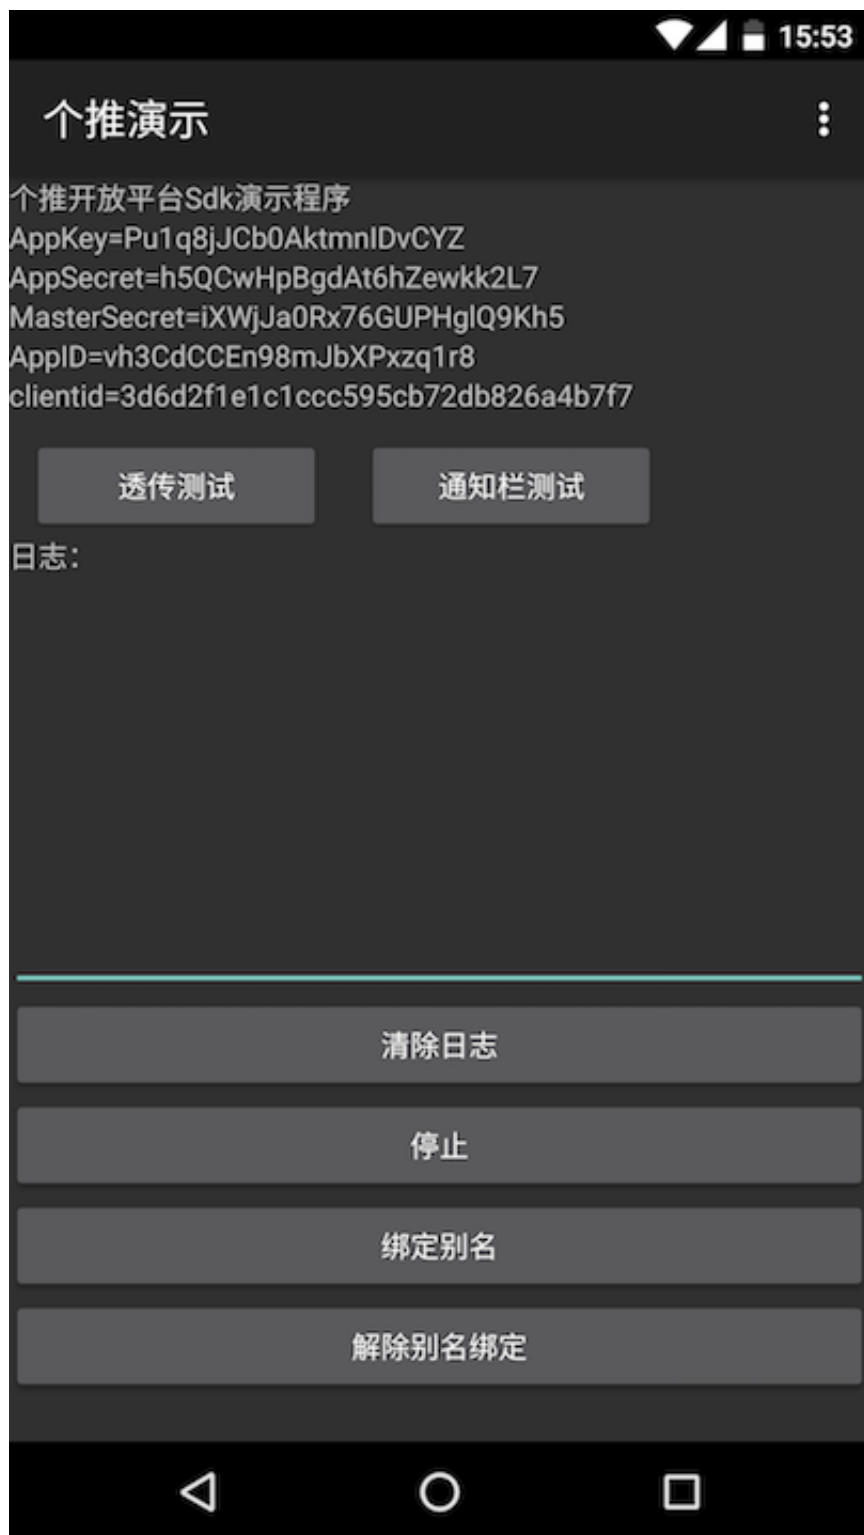 15:53
个推演示
个推开放平台Sdk演示程序
AppKey=Pu1q8jJCb0AktmnIDvCYZ
AppSecret=h5QCwHpBgdAt6hZewkk2L7
MasterSecret=iXWjJa0Rx76GUPHglQ9Kh5
AppID=vh3CdCCEn98mJbXPxzq1r8
clientid=3d6d2f1e1c1ccc595cb72db826a4b7f7
透传测试 通知栏测试
日志：
清除日志
停止
绑定别名
解除别名绑定